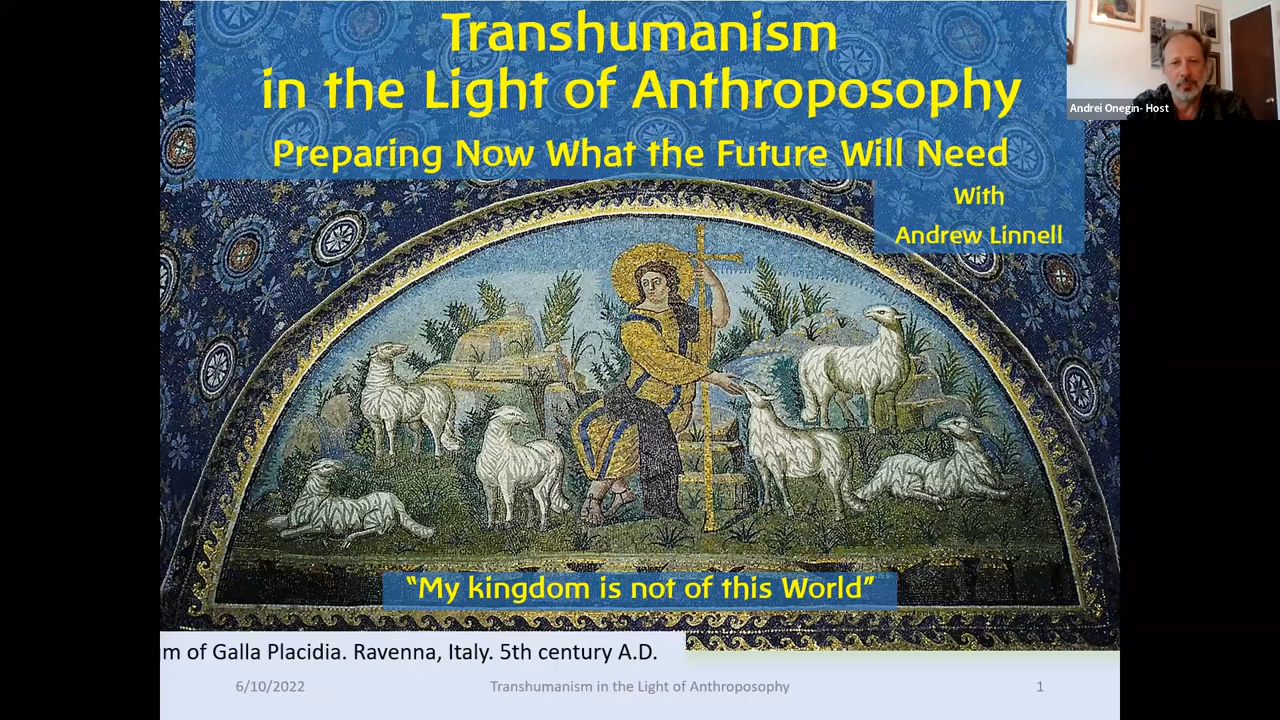 Transhumanism
in the Light of Anthroposophy
Preparing Now What the Future Will Need
With
Andrew Linnell
Andrei Onegin- Host
"My kingdom is not of this World"
m of Galla Placidia. Ravenna, Italy. 5th century A.D.
6/10/2022
Transhumanism in the Light of Anthroposophy
1